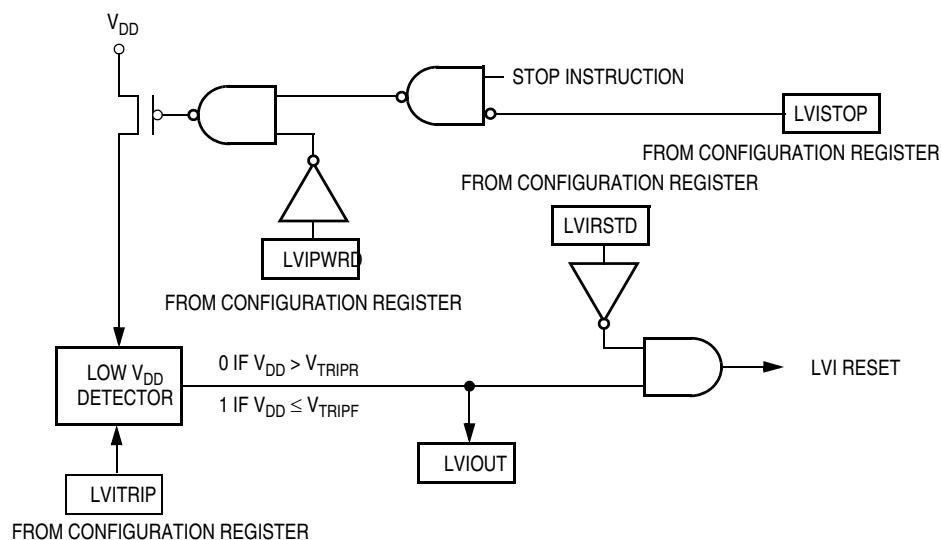 VDD
STOP INSTRUCTION
LVISTOP
FROM CONFIGURATION REGISTER
FROM CONFIGURATION REGISTER
LVIRSTD
LVIPWRD
FROM CONFIGURATION REGISTER
LOW VDD
DETECTOR
0 IF VDD > VTRIPR
1 IF VDD ≤ VTRIPF
LVI RESET
LVIOUT
LVITRIP
FROM CONFIGURATION REGISTER